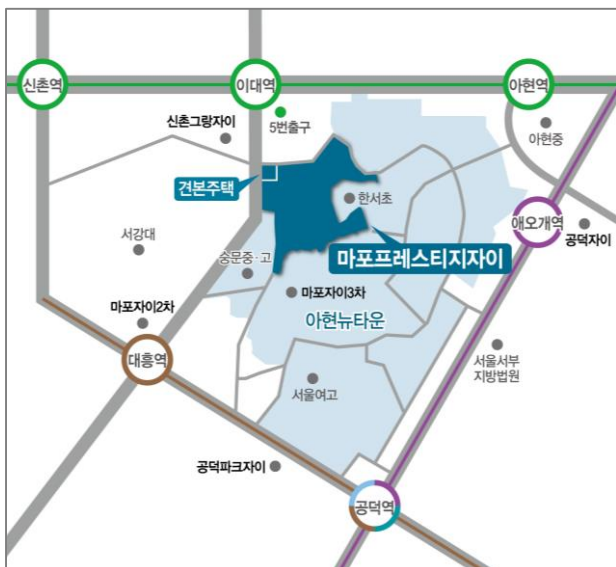 신촌역
이대역
아현역
5번출구
신촌그랑자이
아현중
견본주택
한서초
애오개역
공덕자이
서강대
숭문중·고
마포프레스티지자이
마포자이3차
마포자이2차
아현뉴타운
대흥역
서울서부
지방법원
서울여고
공덕파크자이
공덕역